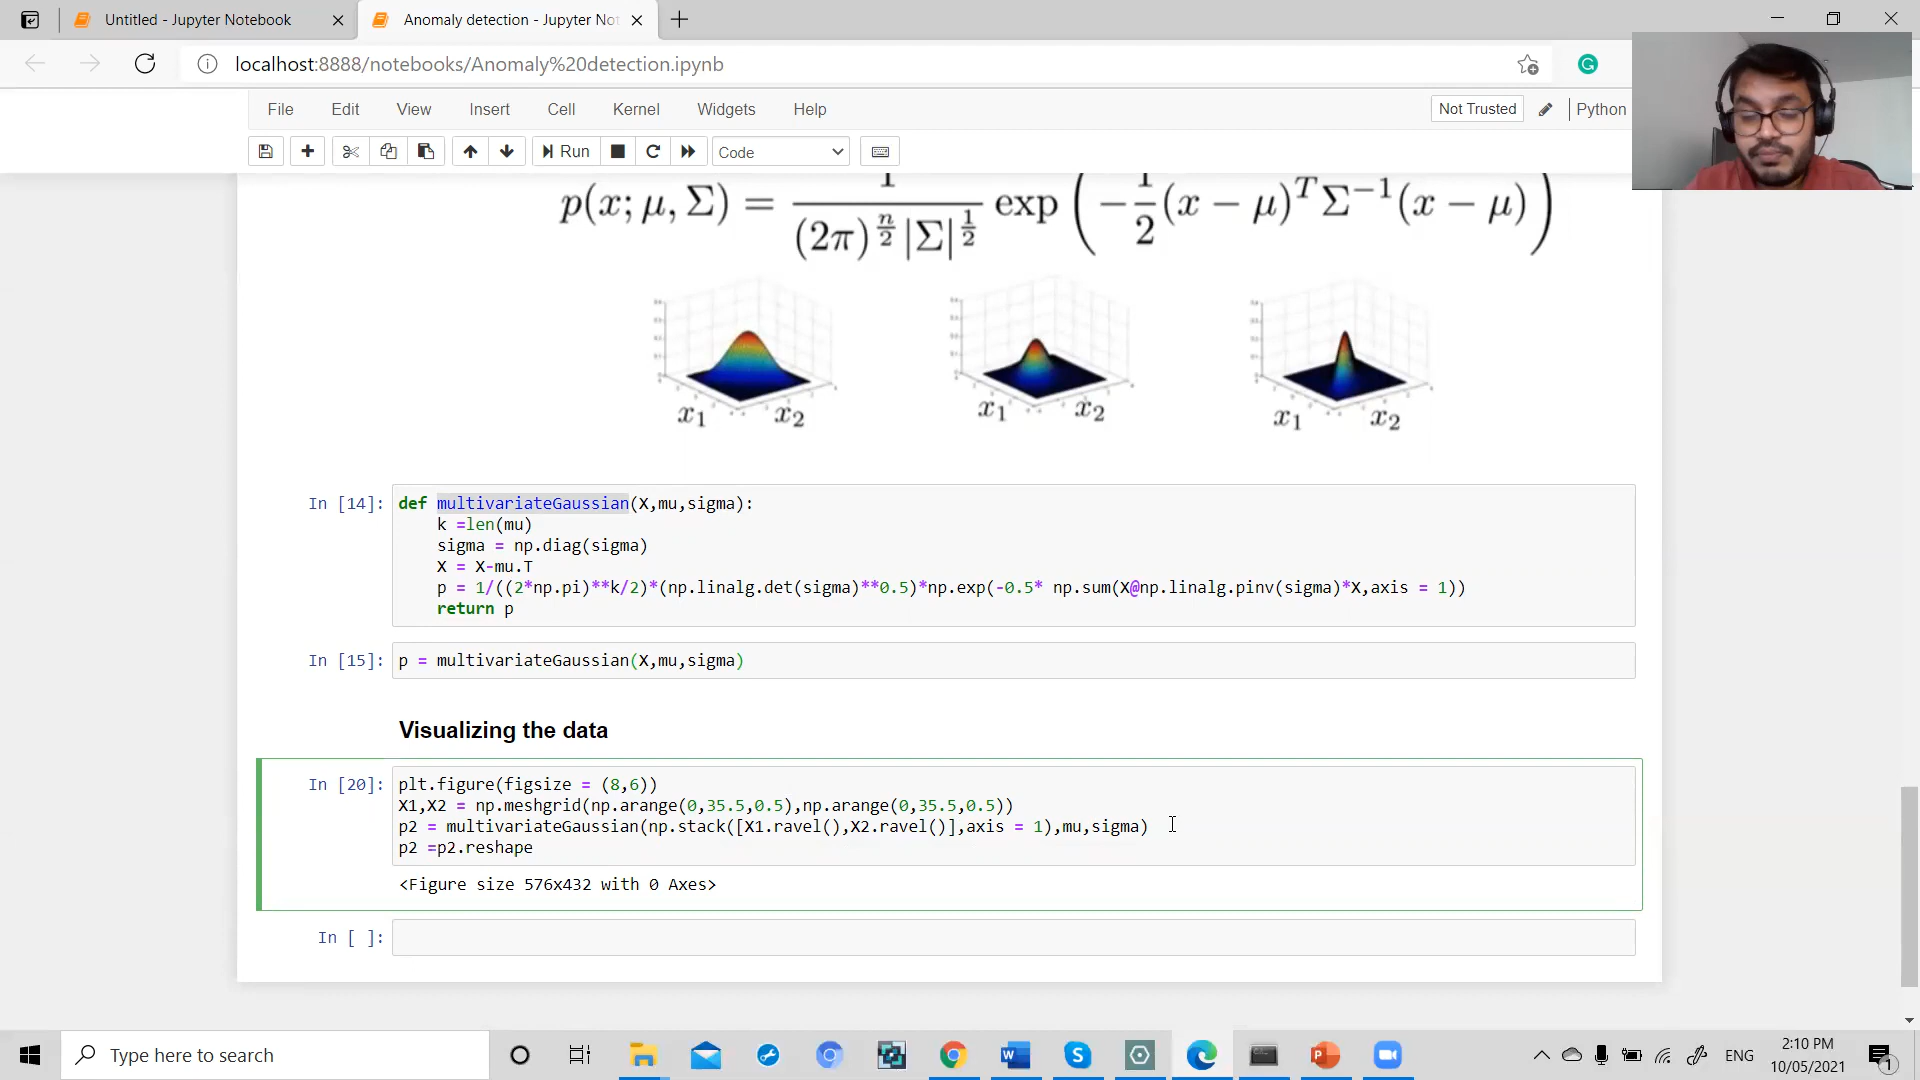 Untitled - Jupyter Notebook
Anomaly detection - Jupyter Not
localhost:8888/notebooks/Anomaly%20detection.ipynb
File Edit View Insert Cell Kernel Widgets Help
Not Trusted
Python
Run
Code
p(x; μ, Σ) = 1 / (2π)^{n/2} |Σ|^{1/2} exp ( −1/2 (x − μ)^T Σ^{−1} (x − μ) )
x1 x2 x1 x2 x1 x2
In [14]: def multivariateGaussian(X,mu,sigma):
k =len(mu)
sigma = np.diag(sigma)
X = X-mu.T
p = 1/((2*np.pi)**k/2)*(np.linalg.det(sigma)**0.5)*np.exp(-0.5* np.sum(X@np.linalg.pinv(sigma)*X,axis = 1))
return p
In [15]: p = multivariateGaussian(X,mu,sigma)
Visualizing the data
In [20]: plt.figure(figsize = (8,6))
X1,X2 = np.meshgrid(np.arange(0,35.5,0.5),np.arange(0,35.5,0.5))
p2 = multivariateGaussian(np.stack([X1.ravel(),X2.ravel()],axis = 1),mu,sigma)
p2 =p2.reshape
<Figure size 576x432 with 0 Axes>
In [ ]:
Type here to search
ENG
2:10 PM
10/05/2021
1